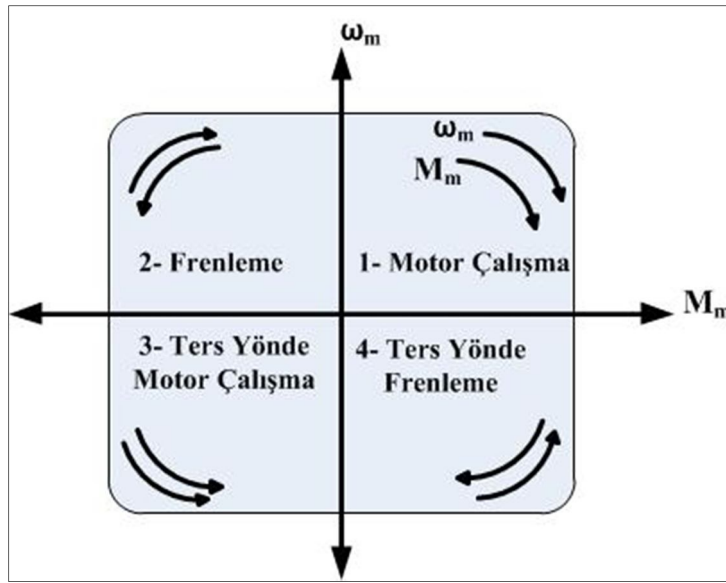 ωm
ωm
Mm
2- Frenleme
1- Motor Çalışma
Mm
3- Ters Yönde
Motor Çalışma
4- Ters Yönde
Frenleme